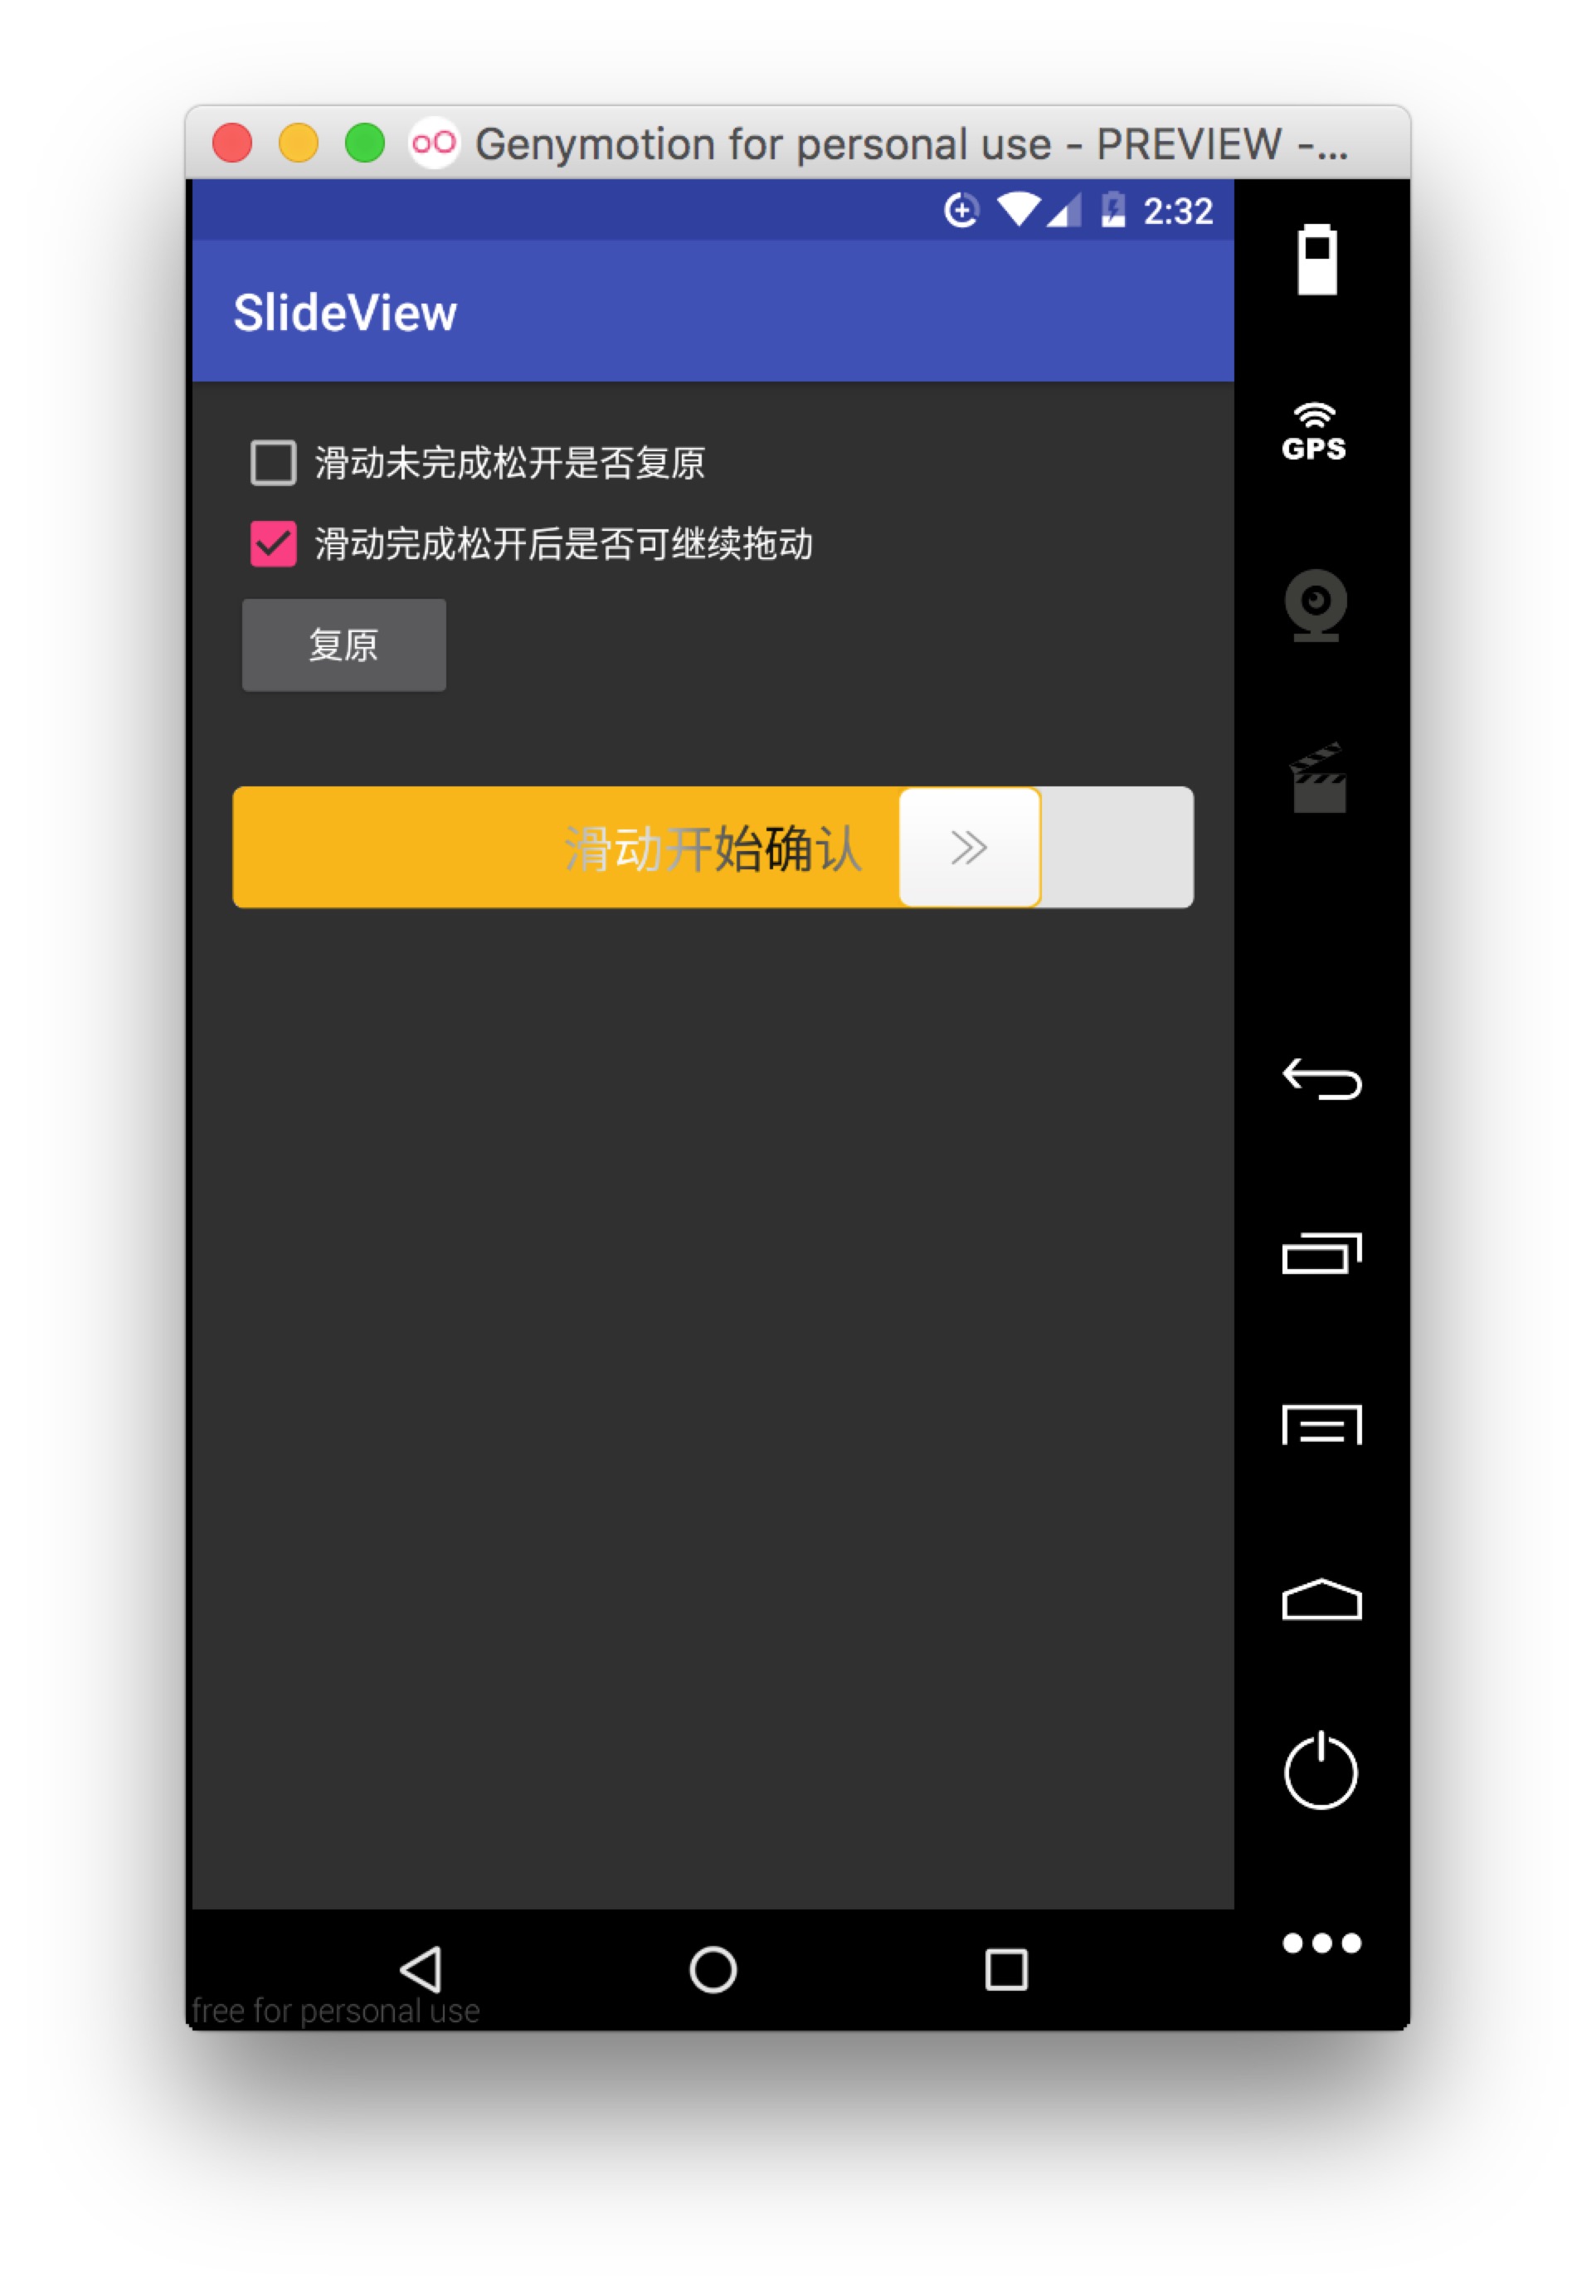 Genymotion for personal use - PREVIEW -...
2:32
SlideView
GPS
滑动未完成松开是否复原
滑动完成松开后是否可继续拖动
复原
滑动开始确认
free for personal use